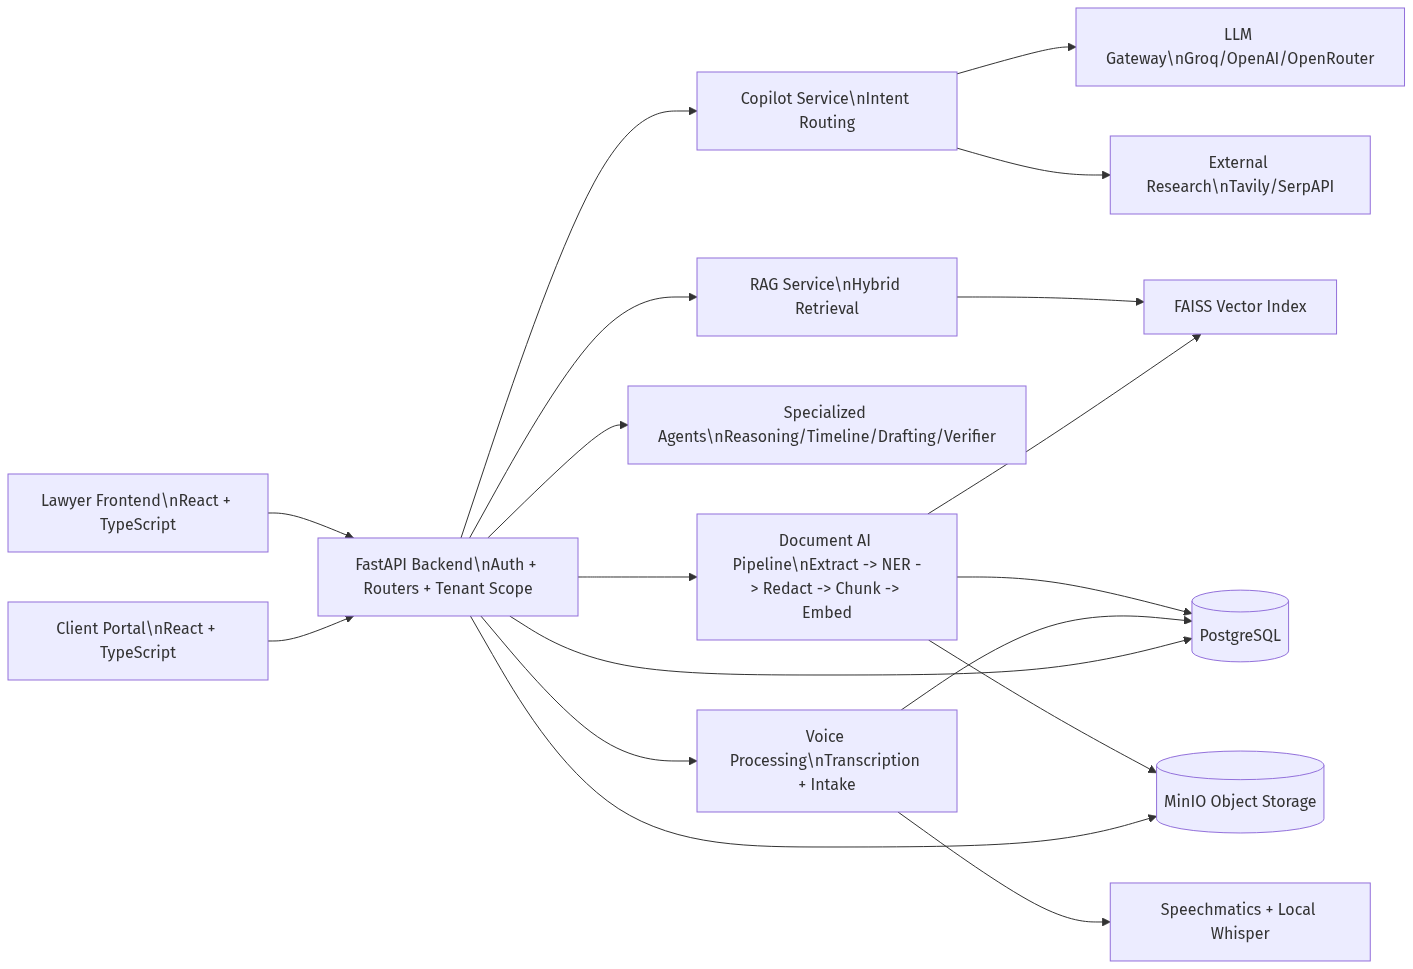 LLM
Gateway\nGroq/OpenAI/OpenRouter
Copilot Service\nIntent
Routing
External
Research\nTavily/SerpAPI
RAG Service\nHybrid
Retrieval
FAISS Vector Index
Specialized
Agents\nReasoning/Timeline/Drafting/Verifier
Lawyer Frontend\nReact +
TypeScript
FastAPI Backend\nAuth +
Routers + Tenant Scope
Client Portal\nReact +
TypeScript
Document AI
Pipeline\nExtract -> NER -
> Redact -> Chunk ->
Embed
PostgreSQL
Voice
Processing\nTranscription
+ Intake
MinIO Object Storage
Speechmatics + Local
Whisper